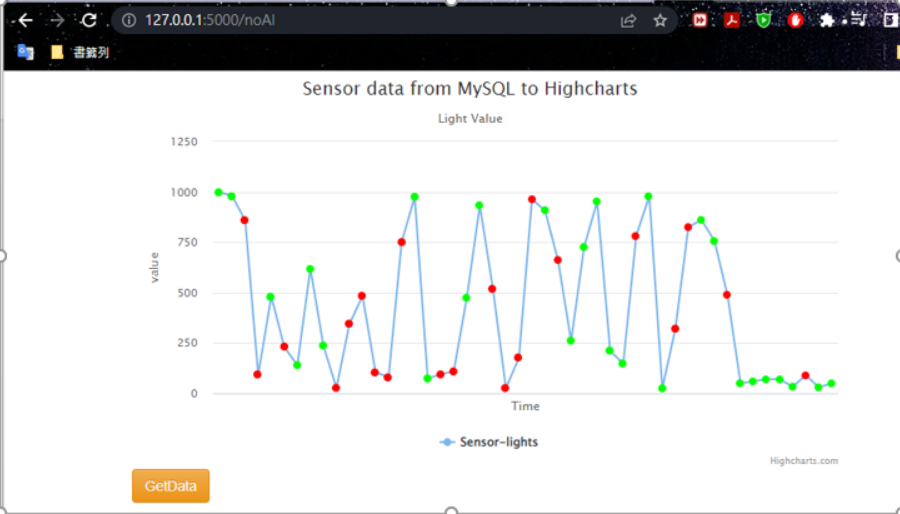 127.0.0.1:5000/noAI
書籤列
Sensor data from MySQL to Highcharts
Light Value
1250
1000
750
500
250
0
value
Time
Sensor-lights
Highcharts.com
GetData